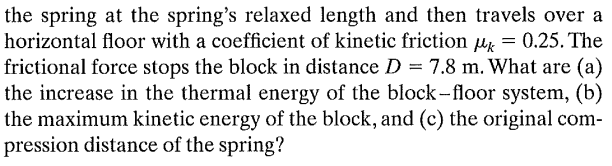 the spring at the spring's relaxed length and then travels over a
horizontal floor with a coefficient of kinetic friction μₖ = 0.25. The
frictional force stops the block in distance D = 7.8 m. What are (a)
the increase in the thermal energy of the block–floor system, (b)
the maximum kinetic energy of the block, and (c) the original com-
pression distance of the spring?